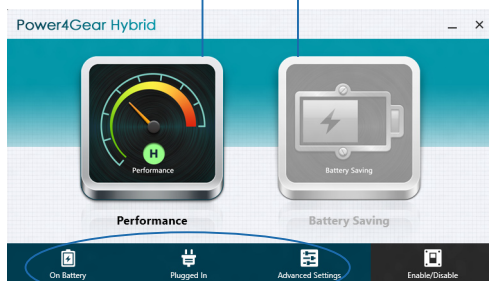 Power4Gear Hybrid
H
Performance
Battery Saving
Performance
Battery Saving
On Battery
Plugged In
Advanced Settings
Enable/Disable